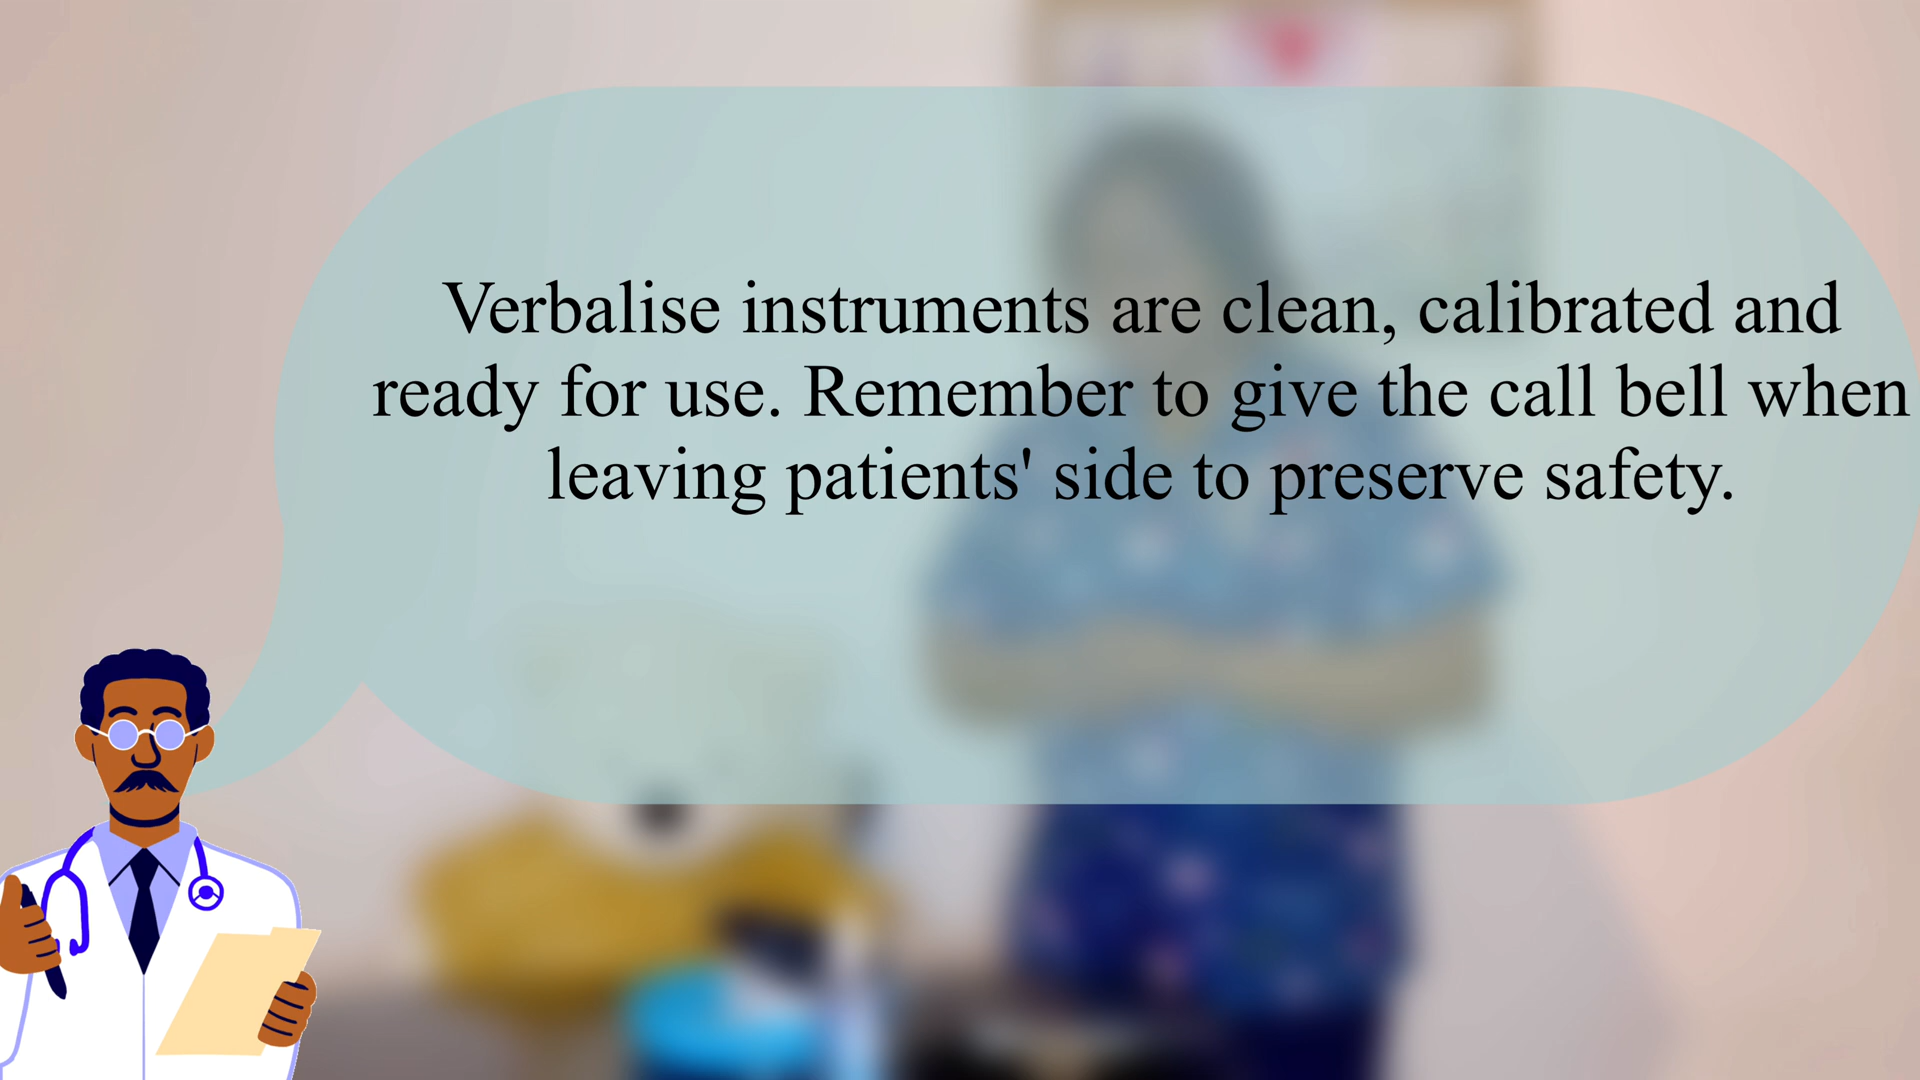 Verbalise instruments are clean, calibrated and
ready for use. Remember to give the call bell when
leaving patients' side to preserve safety.